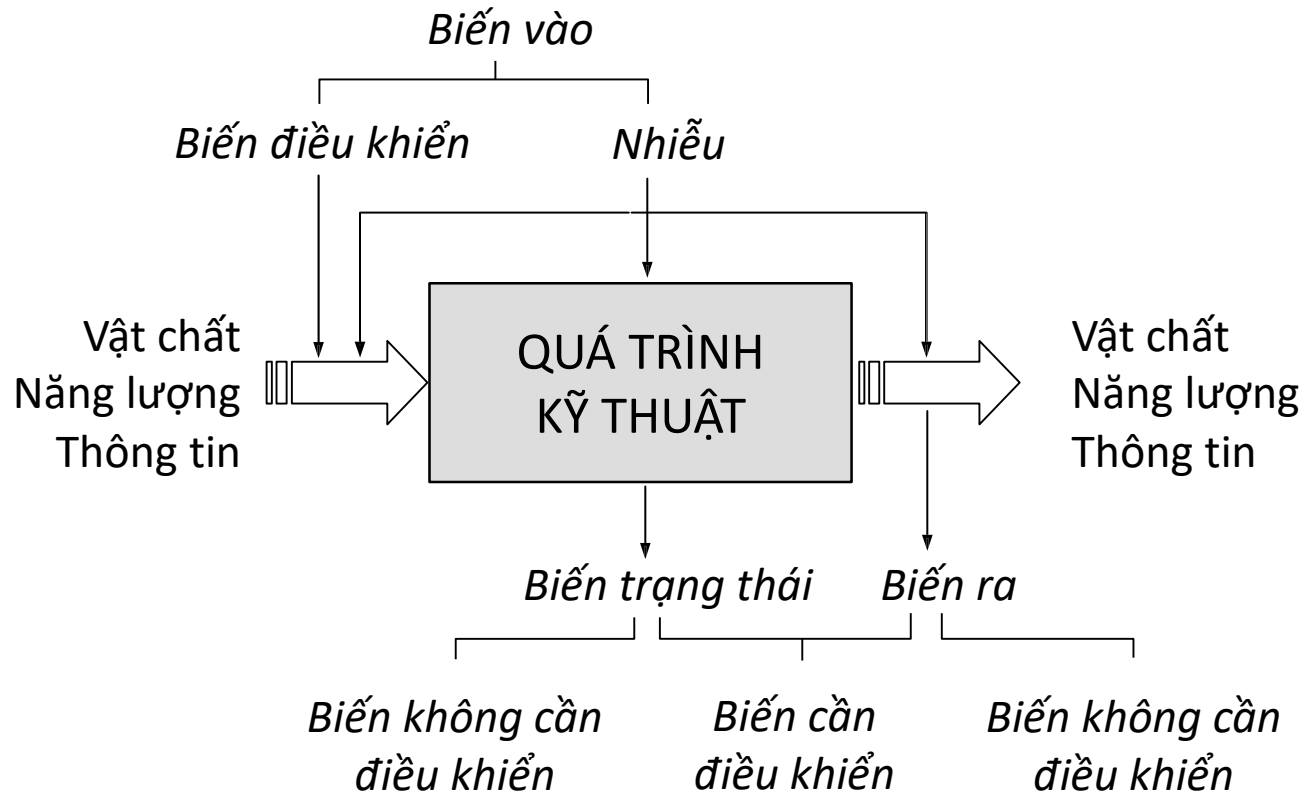 Biến vào
Biến điều khiển
Nhiễu
Vật chất
Năng lượng
Thông tin
QUÁ TRÌNH
KỸ THUẬT
Vật chất
Năng lượng
Thông tin
Biến trạng thái
Biến ra
Biến không cần
điều khiển
Biến cần
điều khiển
Biến không cần
điều khiển